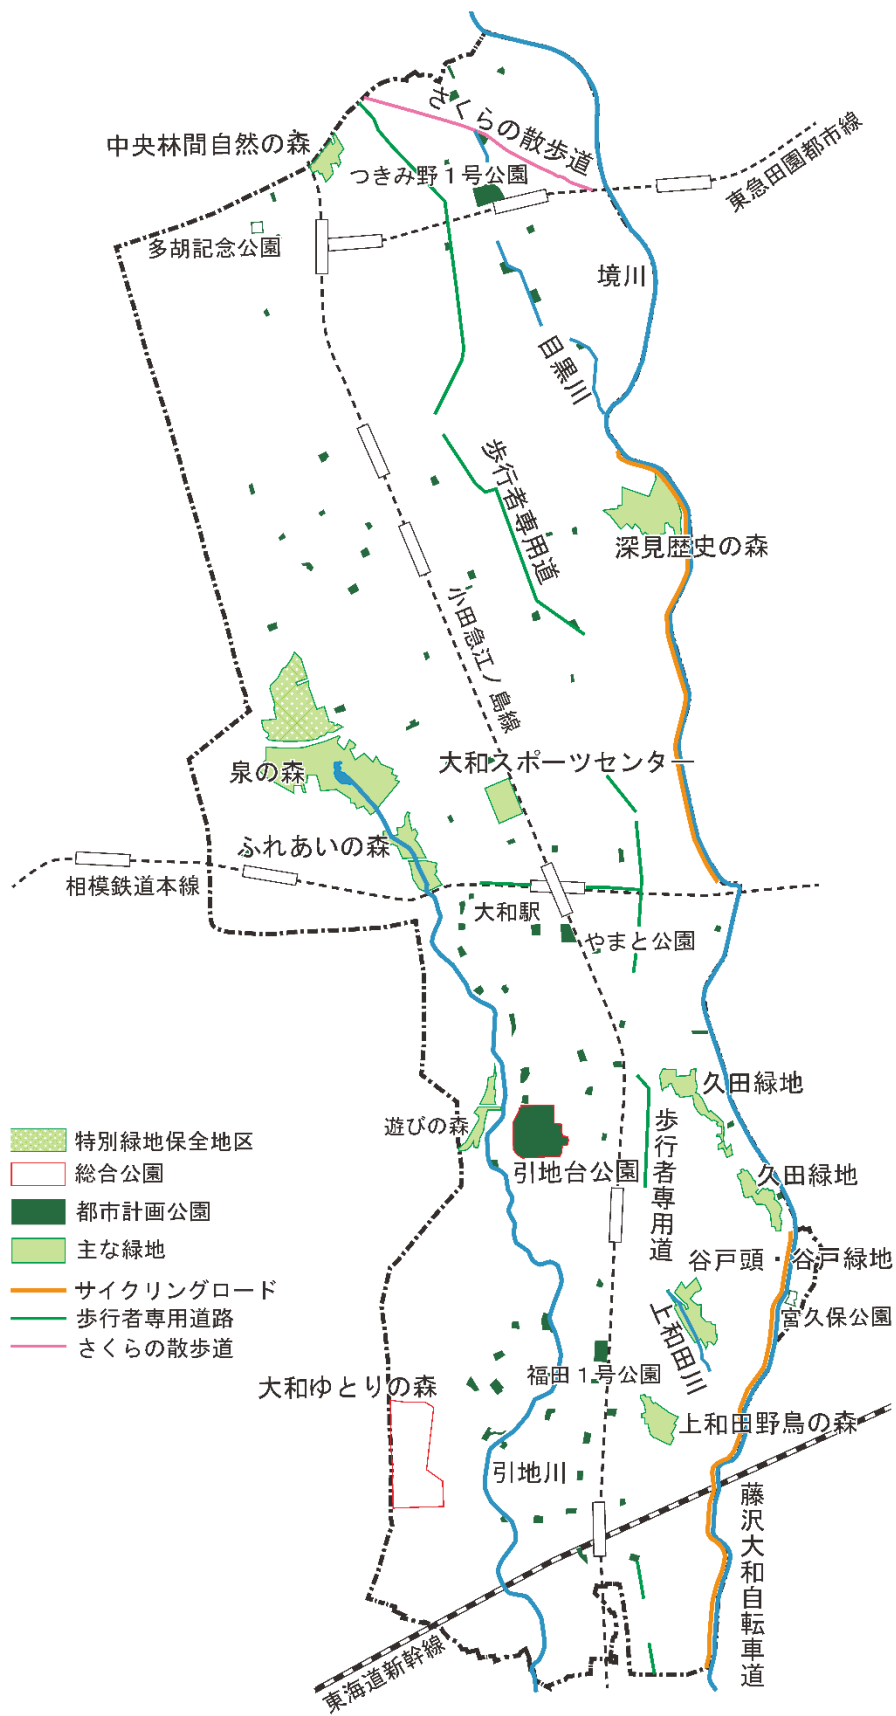 さくらの散歩道
中央林間自然の森
つきみ野1号公園
東急田園都市線
多胡記念公園
境川
目黒川
歩行者専用道
深見歴史の森
小田急江ノ島線
泉の森
大和スポーツセンター
ふれあいの森
相模鉄道本線
大和駅
やまと公園
久田緑地
遊びの森
歩行者専用道
引地台公園
久田緑地
特別緑地保全地区
総合公園
都市計画公園
主な緑地
サイクリングロード
歩行者専用道路
さくらの散歩道
谷戸頭・谷戸緑地
宮久保公園
上和田川
福田1号公園
大和ゆとりの森
上和田野鳥の森
引地川
藤沢大和自転車道
東海道新幹線